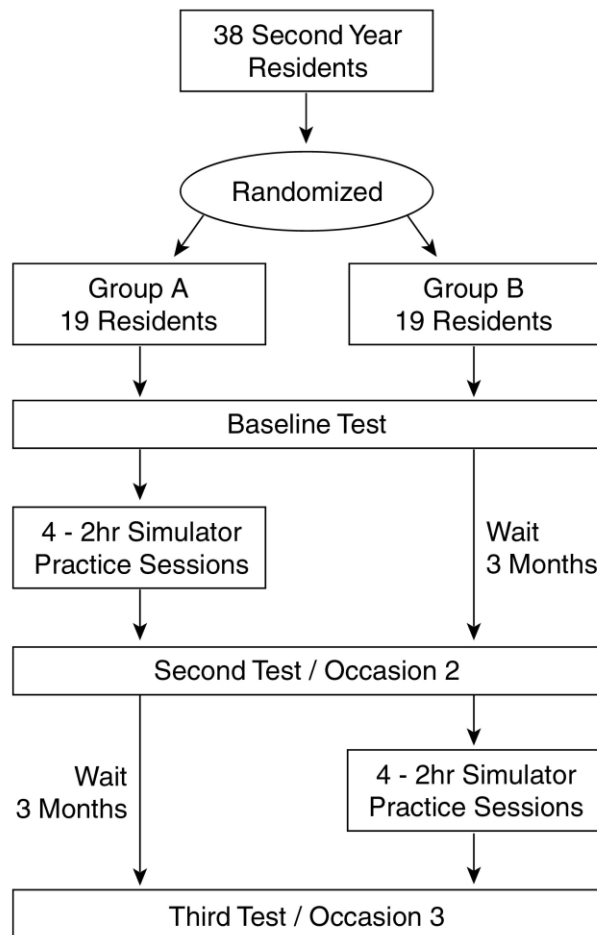 38 Second Year
Residents
Randomized
Group A
19 Residents
Group B
19 Residents
Baseline Test
4 - 2hr Simulator
Practice Sessions
Wait
3 Months
Second Test / Occasion 2
Wait
3 Months
4 - 2hr Simulator
Practice Sessions
Third Test / Occasion 3